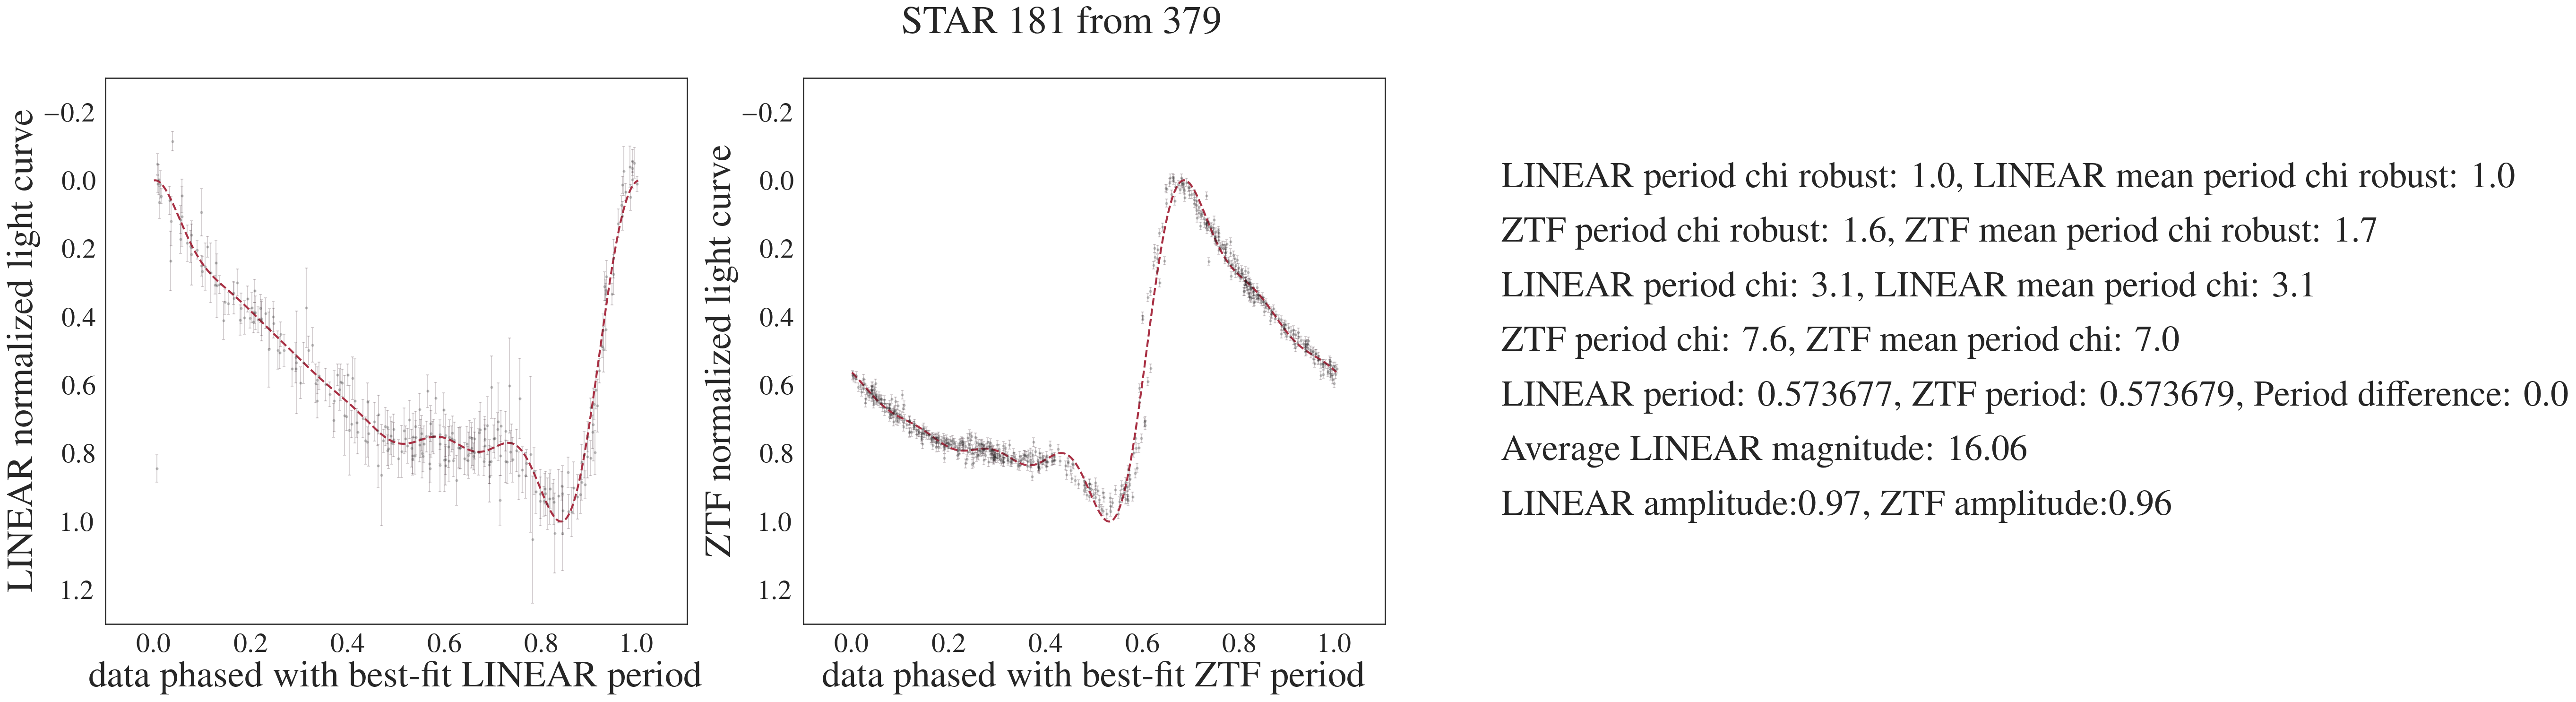 STAR 181 from 379
LINEAR normalized light curve
−0.2
0.0
0.2
0.4
0.6
0.8
1.0
1.2
0.0 0.2 0.4 0.6 0.8 1.0
data phased with best-fit LINEAR period
ZTF normalized light curve
−0.2
0.0
0.2
0.4
0.6
0.8
1.0
1.2
0.0 0.2 0.4 0.6 0.8 1.0
data phased with best-fit ZTF period
LINEAR period chi robust: 1.0, LINEAR mean period chi robust: 1.0
ZTF period chi robust: 1.6, ZTF mean period chi robust: 1.7
LINEAR period chi: 3.1, LINEAR mean period chi: 3.1
ZTF period chi: 7.6, ZTF mean period chi: 7.0
LINEAR period: 0.573677, ZTF period: 0.573679, Period difference: 0.0
Average LINEAR magnitude: 16.06
LINEAR amplitude:0.97, ZTF amplitude:0.96